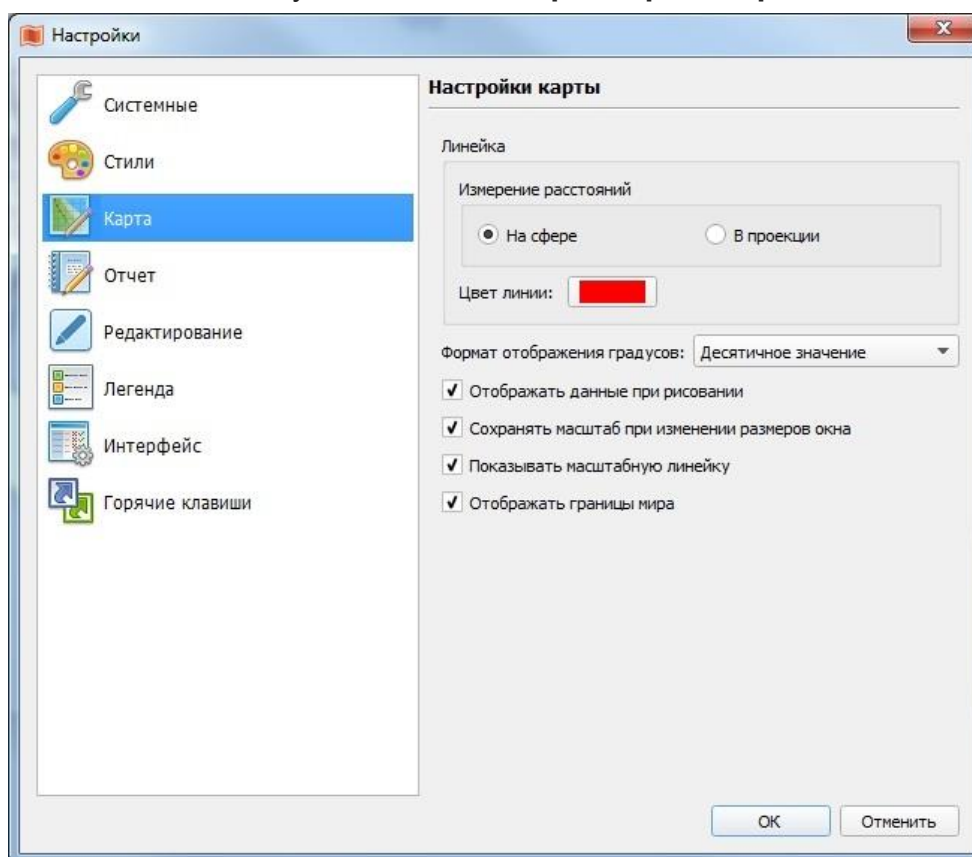 Настройки
Системные
Стили
Карта
Отчет
Редактирование
Легенда
Интерфейс
Горячие клавиши
Настройки карты
Линейка
Измерение расстояний
На сфере
В проекции
Цвет линии:
Формат отображения градусов: Десятичное значение
Отображать данные при рисовании
Сохранять масштаб при изменении размеров окна
Показывать масштабную линейку
Отображать границы мира
ОК
Отменить